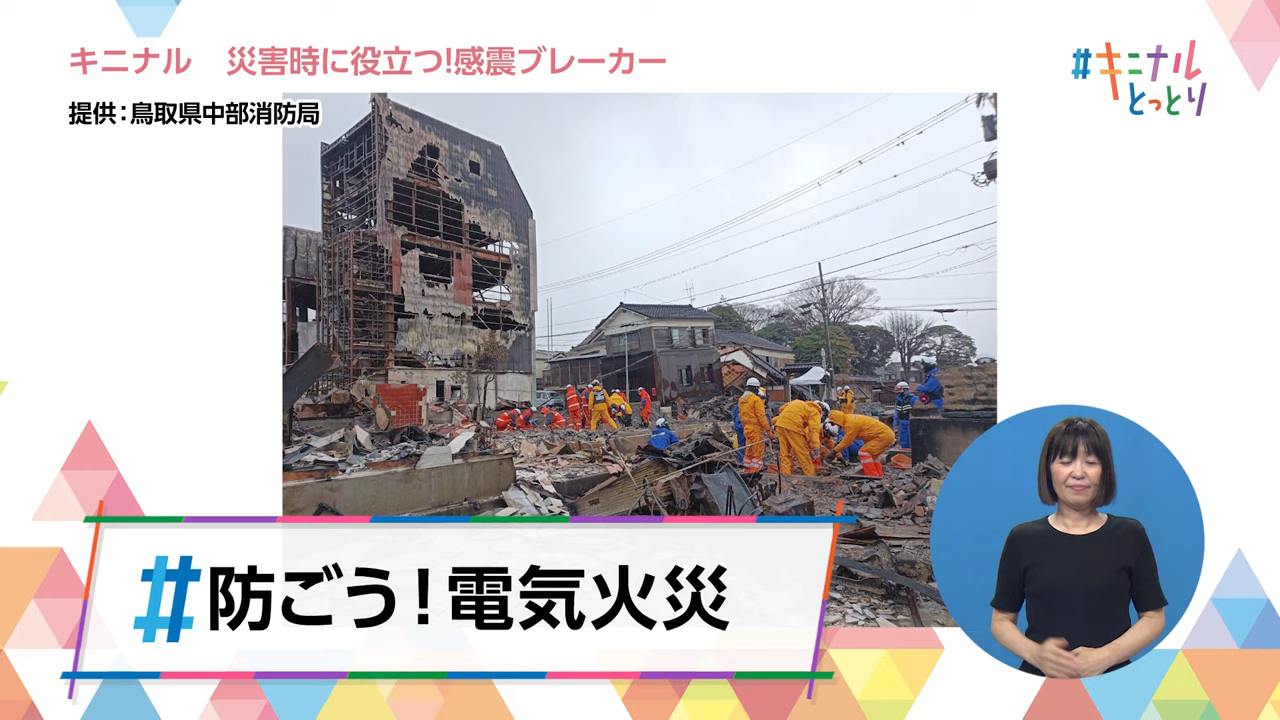 キニナル　災害時に役立つ!感震ブレーカー
#キニナル
とっとり
提供：鳥取県中部消防局
#防ごう！電気火災